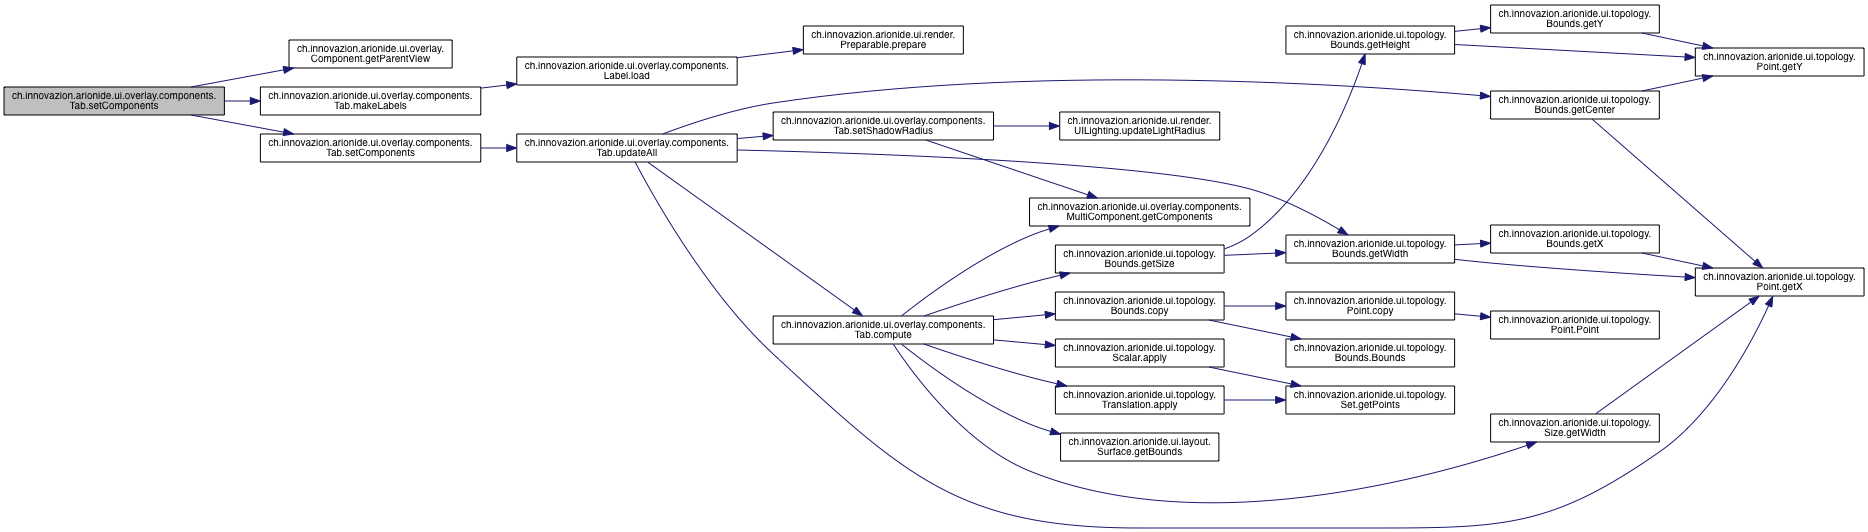 ch.innovazion.arionide.ui.overlay.components.
Tab.setComponents
ch.innovazion.arionide.ui.overlay.
Component.getParentView
ch.innovazion.arionide.ui.overlay.components.
Tab.makeLabels
ch.innovazion.arionide.ui.overlay.components.
Tab.setComponents
ch.innovazion.arionide.ui.overlay.components.
Label.load
ch.innovazion.arionide.ui.overlay.components.
Tab.updateAll
ch.innovazion.arionide.ui.render.
Preparable.prepare
ch.innovazion.arionide.ui.overlay.components.
Tab.setShadowRadius
ch.innovazion.arionide.ui.overlay.components.
Tab.compute
ch.innovazion.arionide.ui.render.
UILighting.updateLightRadius
ch.innovazion.arionide.ui.overlay.components.
MultiComponent.getComponents
ch.innovazion.arionide.ui.topology.
Bounds.getSize
ch.innovazion.arionide.ui.topology.
Bounds.copy
ch.innovazion.arionide.ui.topology.
Scalar.apply
ch.innovazion.arionide.ui.topology.
Translation.apply
ch.innovazion.arionide.ui.layout.
Surface.getBounds
ch.innovazion.arionide.ui.topology.
Bounds.getHeight
ch.innovazion.arionide.ui.topology.
Bounds.getWidth
ch.innovazion.arionide.ui.topology.
Point.copy
ch.innovazion.arionide.ui.topology.
Bounds.Bounds
ch.innovazion.arionide.ui.topology.
Set.getPoints
ch.innovazion.arionide.ui.topology.
Bounds.getY
ch.innovazion.arionide.ui.topology.
Bounds.getCenter
ch.innovazion.arionide.ui.topology.
Bounds.getX
ch.innovazion.arionide.ui.topology.
Point.Point
ch.innovazion.arionide.ui.topology.
Size.getWidth
ch.innovazion.arionide.ui.topology.
Point.getY
ch.innovazion.arionide.ui.topology.
Point.getX